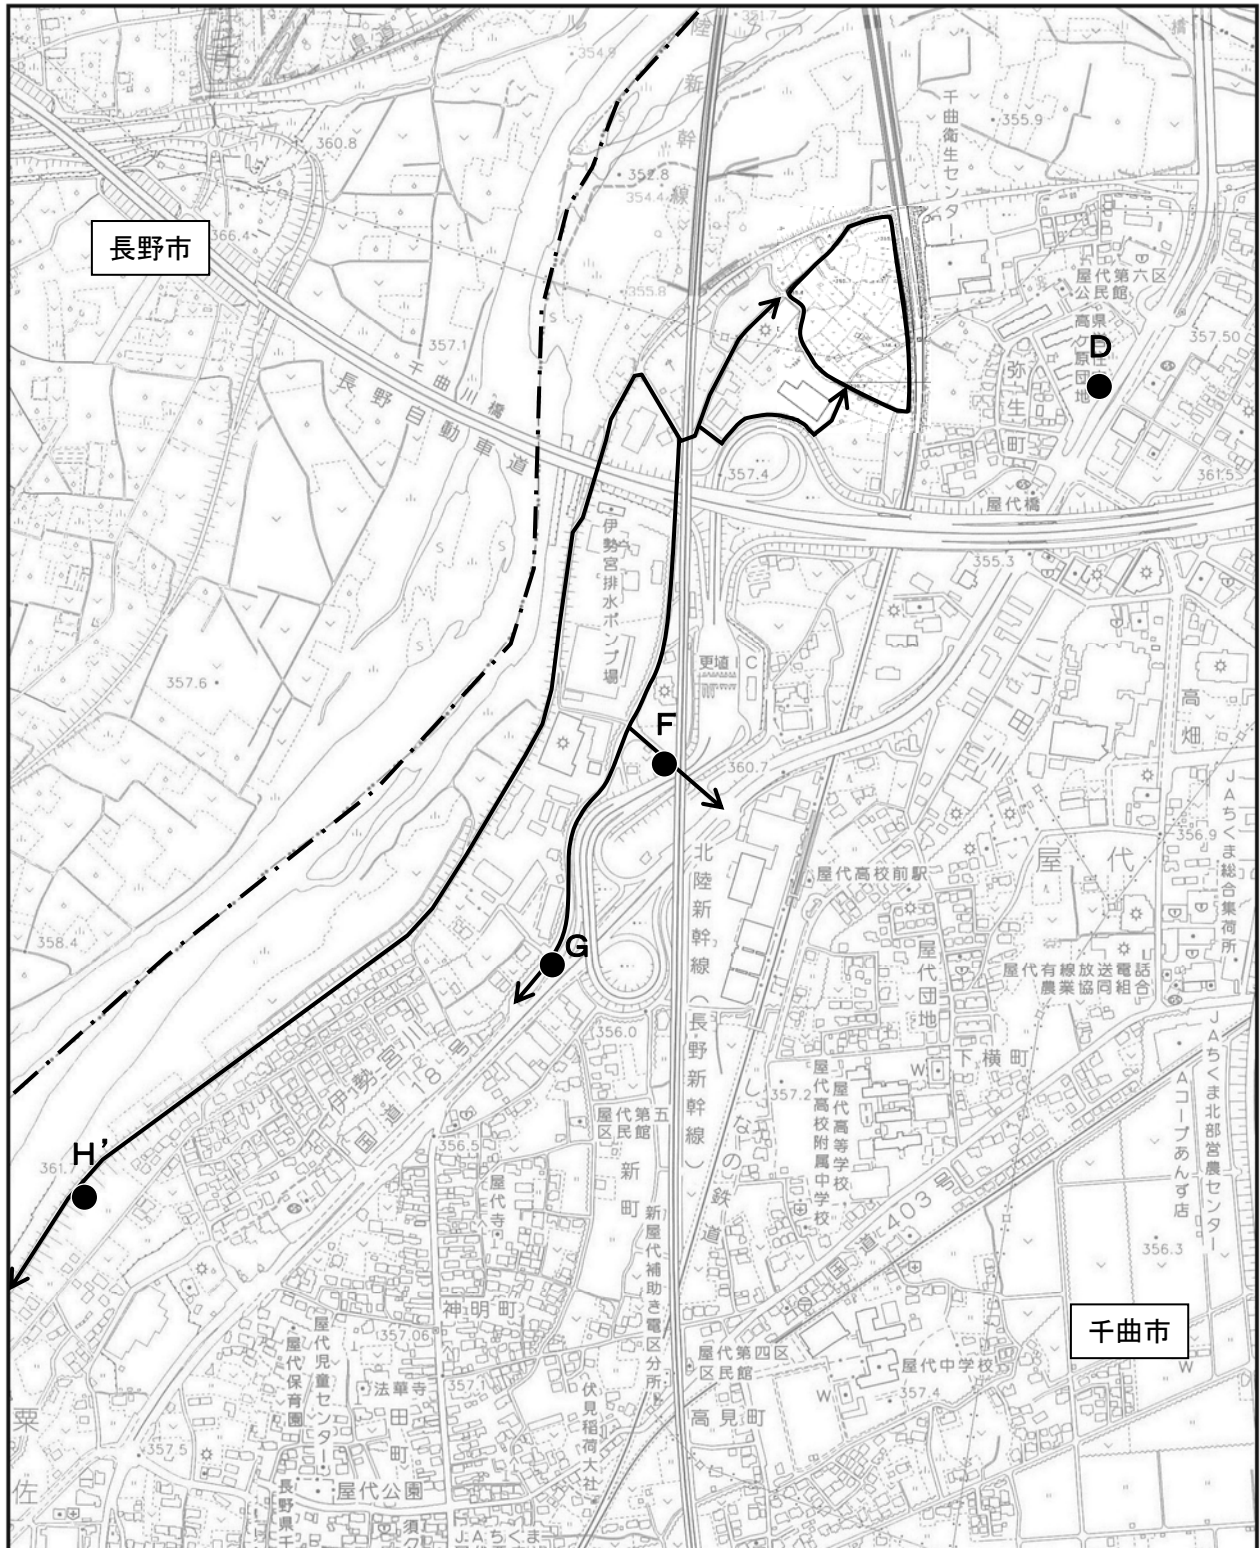 354.9
陸新幹線
橋
360.8
352.8
354.4
千曲衛生センター
355.9
長野市
366.4
屋代第六区
公民館
355.8
357.1
357.50
D
弥生町
千曲川橋
長野自動車道
357.4
361.5
屋代橋
伊勢宮排水ポンプ場
355.3
357.6
更埴IC
F
高畑
360.7
JAちくま総合集荷所
356.9
屋代
北陸新幹線(長野新幹線)
屋代高校前駅
358.4
G
屋代団地
屋代有線放送電話
農業協同組合
356.0
伊勢宮
国道18号
下横町
357.2
しなの鉄道
屋代高等学校
屋代高校附属中学校
W
JAちくま北部営農センター
Aコープあんず店
屋代第五
区民館
356.5
新町
屋代寺
H'
361.7
国道403号
356.3
新屋代補助き電区分所
神明町
357.06
千曲市
屋代児童センター
屋代保育園
屋代第四区
区民館
屋代中学校
357.4
W
W
法華寺
357.1
田町
伏見稲荷大社
高見町
粟佐
357.5
屋代公園
JAちくま